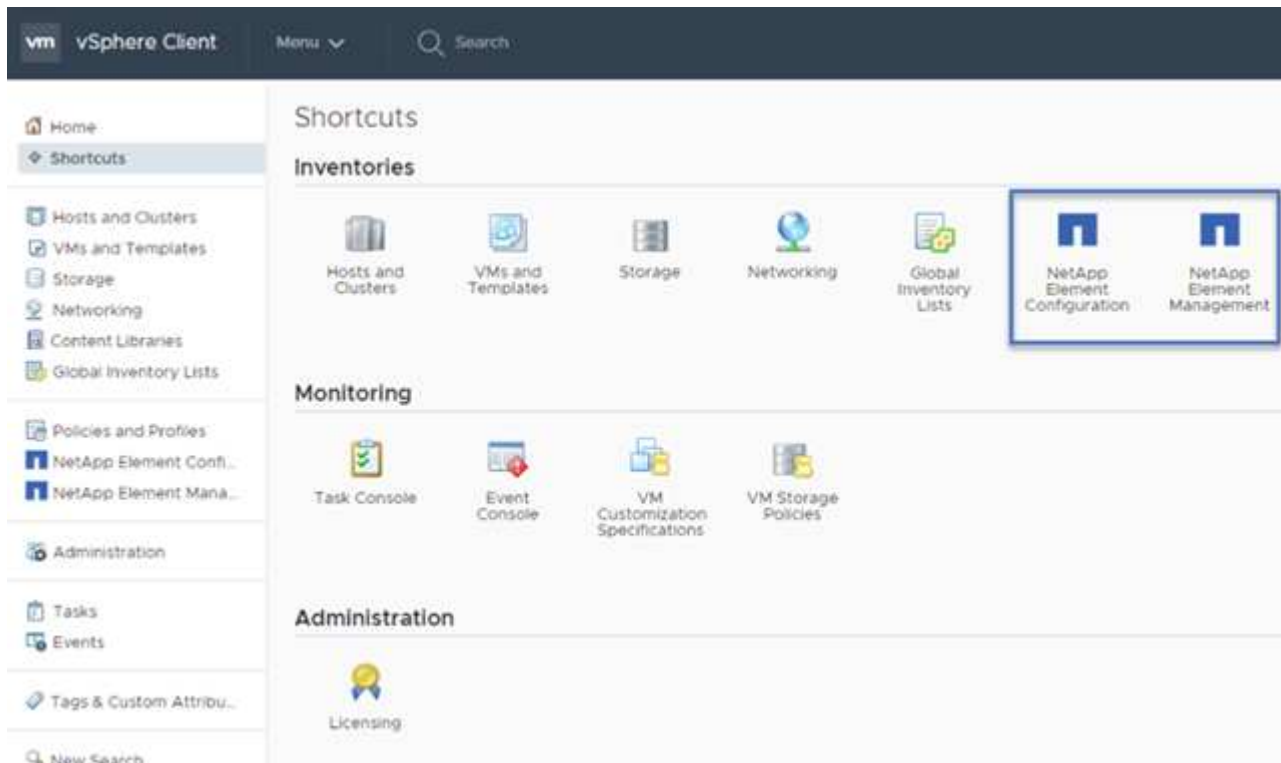 vm vSphere Client Menu Search
Home
Shortcuts
Hosts and Clusters
VMs and Templates
Storage
Networking
Content Libraries
Global Inventory Lists
Policies and Profiles
NetApp Element Confi...
NetApp Element Mana...
Administration
Tasks
Events
Tags & Custom Attribu...
New Search
Shortcuts
Inventories
Hosts and
Clusters
VMs and
Templates
Storage
Networking
Global
Inventory
Lists
NetApp
Element
Configuration
NetApp
Element
Management
Monitoring
Task Console
Event
Console
VM
Customization
Specifications
VM Storage
Policies
Administration
Licensing